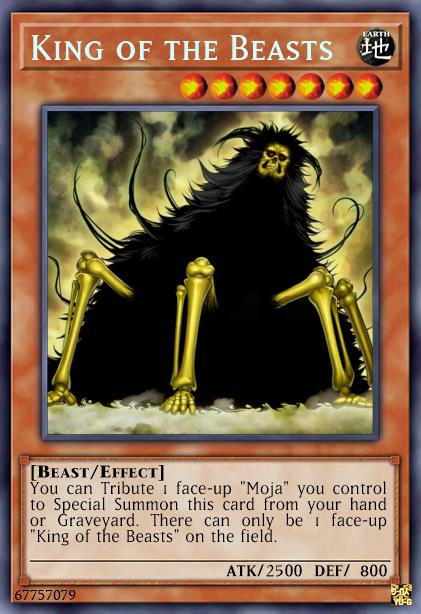 King of the Beasts
EARTH
地
[Beast/Effect]
You can Tribute 1 face-up "Moja" you control
to Special Summon this card from your hand
or Graveyard. There can only be 1 face-up
"King of the Beasts" on the field.
ATK/2500 DEF/ 800
67757079